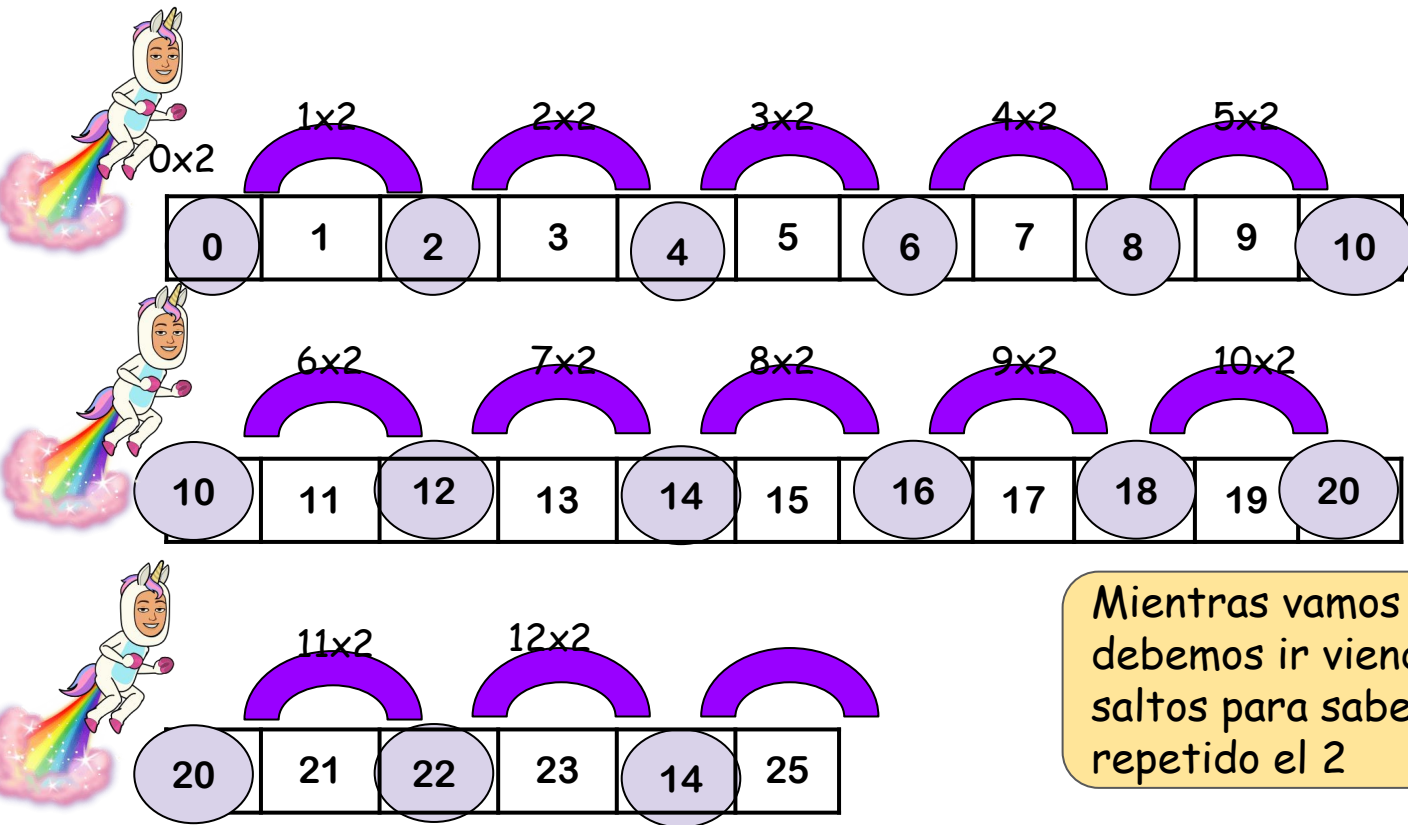 1x2 2x2 3x2 4x2 5x2
0x2
0 1 2 3 4 5 6 7 8 9 10
6x2 7x2 8x2 9x2 10x2
10 11 12 13 14 15 16 17 18 19 20
11x2 12x2
20 21 22 23 14 25
Mientras vamos
debemos ir
saltos para
repetido el 2